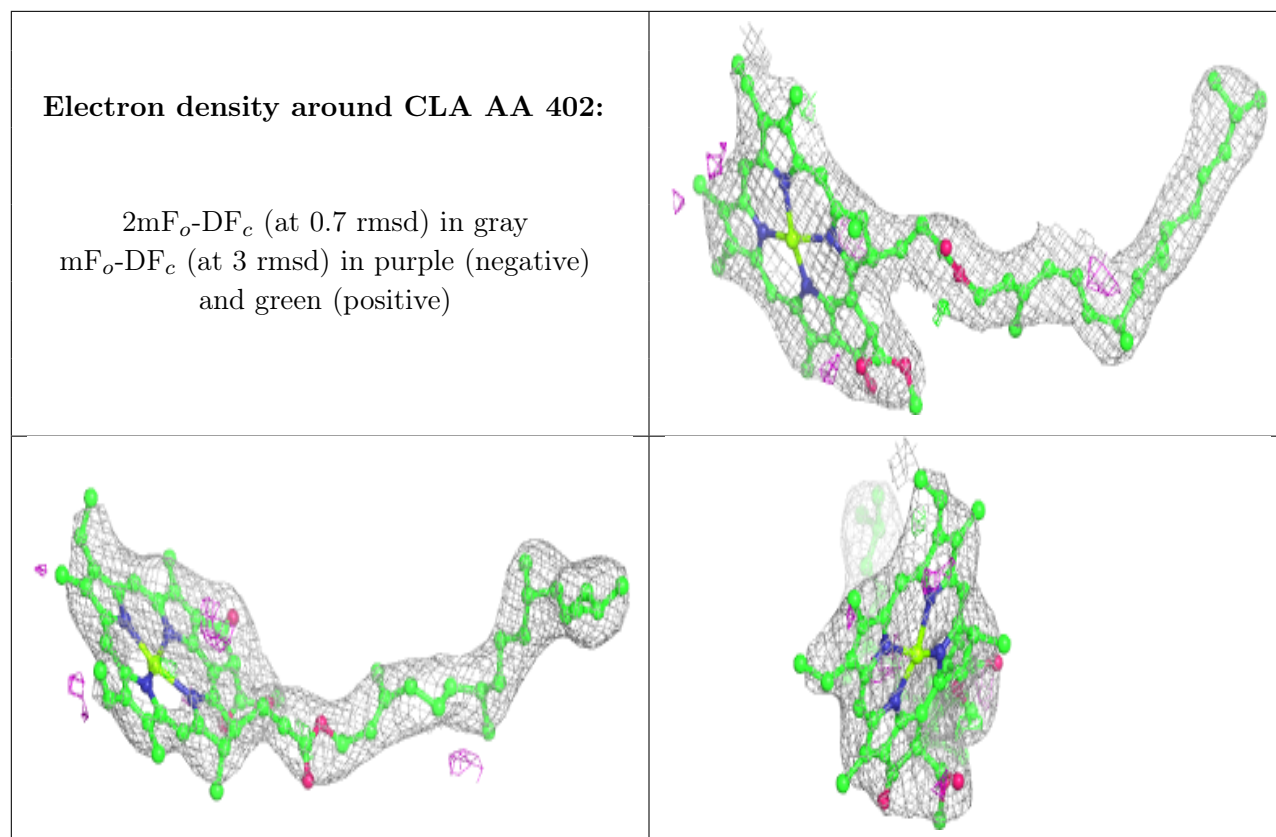 Electron density around CLA AA 402:
2mFo-DFc (at 0.7 rmsd) in gray
mFo-DFc (at 3 rmsd) in purple (negative)
and green (positive)